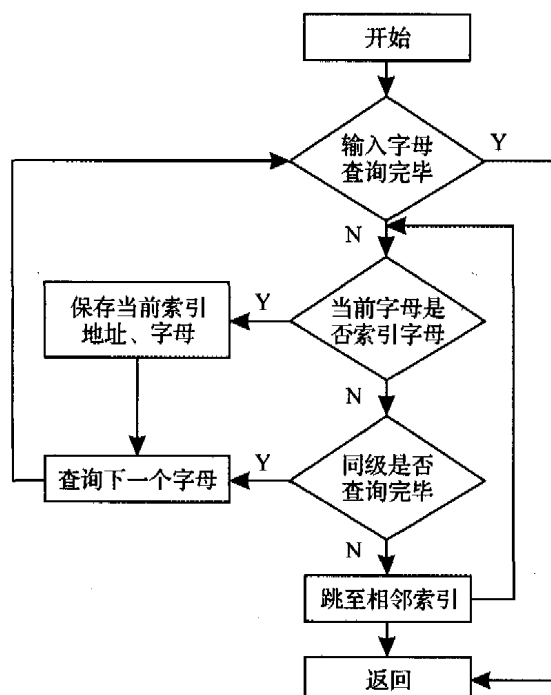 开始
输入字母
查询完毕
Y
N
保存当前索引
地址、字母
Y
当前字母是
否索引字母
N
查询下一个字母
Y
同级是否
查询完毕
N
跳至相邻索引
返回